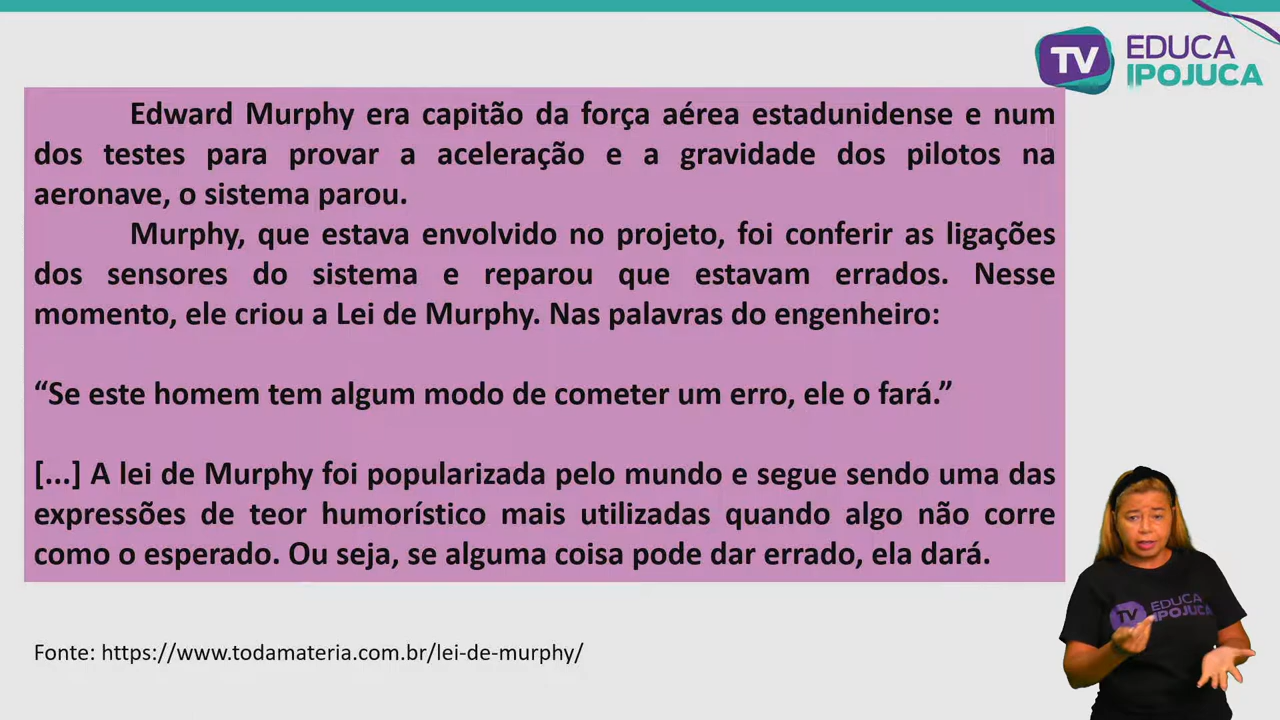 TV EDUCA
IPOJUCA
Edward Murphy era capitão da força aérea estadunidense e num
dos testes para provar a aceleração e a gravidade dos pilotos na
aeronave, o sistema parou.
Murphy, que estava envolvido no projeto, foi conferir as ligações
dos sensores do sistema e reparou que estavam errados. Nesse
momento, ele criou a Lei de Murphy. Nas palavras do engenheiro:
“Se este homem tem algum modo de cometer um erro, ele o fará.”
[...] A lei de Murphy foi popularizada pelo mundo e segue sendo uma das
expressões de teor humorístico mais utilizadas quando algo não corre
como o esperado. Ou seja, se alguma coisa pode dar errado, ela dará.
Fonte: https://www.todamateria.com.br/lei-de-murphy/
TV EDUCA
IPOJUCA